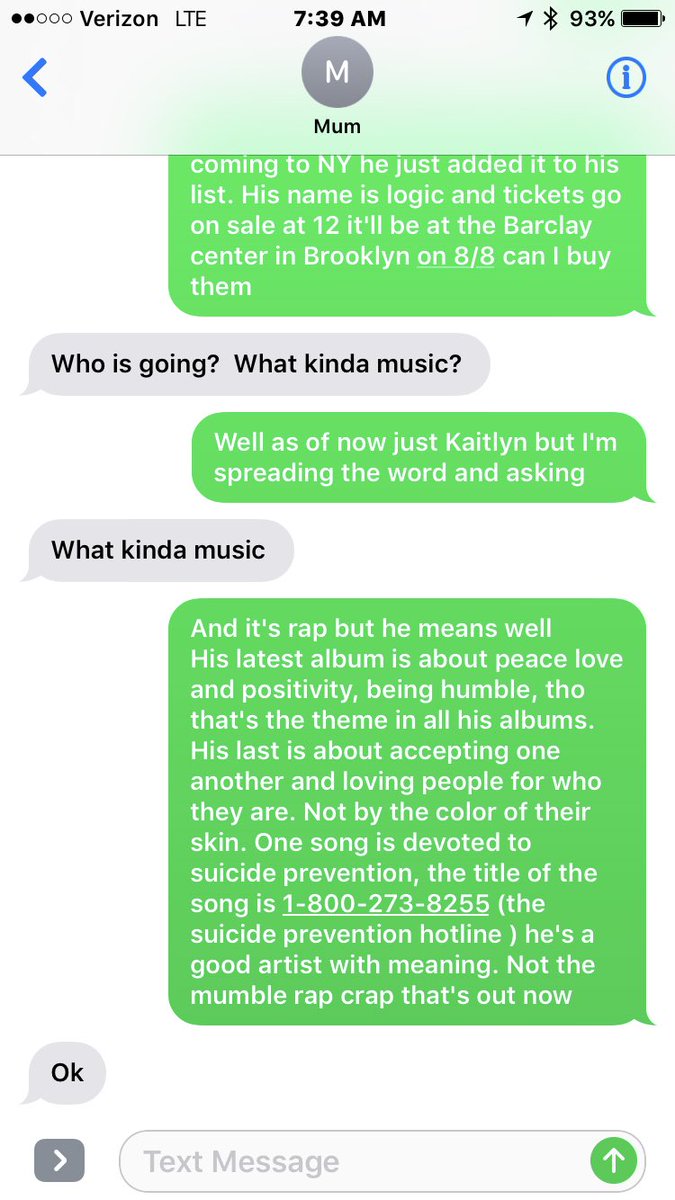 Verizon LTE 7:39 AM 93%
M
Mum
coming to NY he just added it to his
list. His name is logic and tickets go
on sale at 12 it'll be at the Barclay
center in Brooklyn on 8/8 can I buy
them
Who is going?  What kinda music?
Well as of now just Kaitlyn but I'm
spreading the word and asking
What kinda music
And it's rap but he means well
His latest album is about peace love
and positivity, being humble, tho
that's the theme in all his albums.
His last is about accepting one
another and loving people for who
they are. Not by the color of their
skin. One song is devoted to
suicide prevention, the title of the
song is 1-800-273-8255 (the
suicide prevention hotline ) he's a
good artist with meaning. Not the
mumble rap crap that's out now
Ok
Text Message